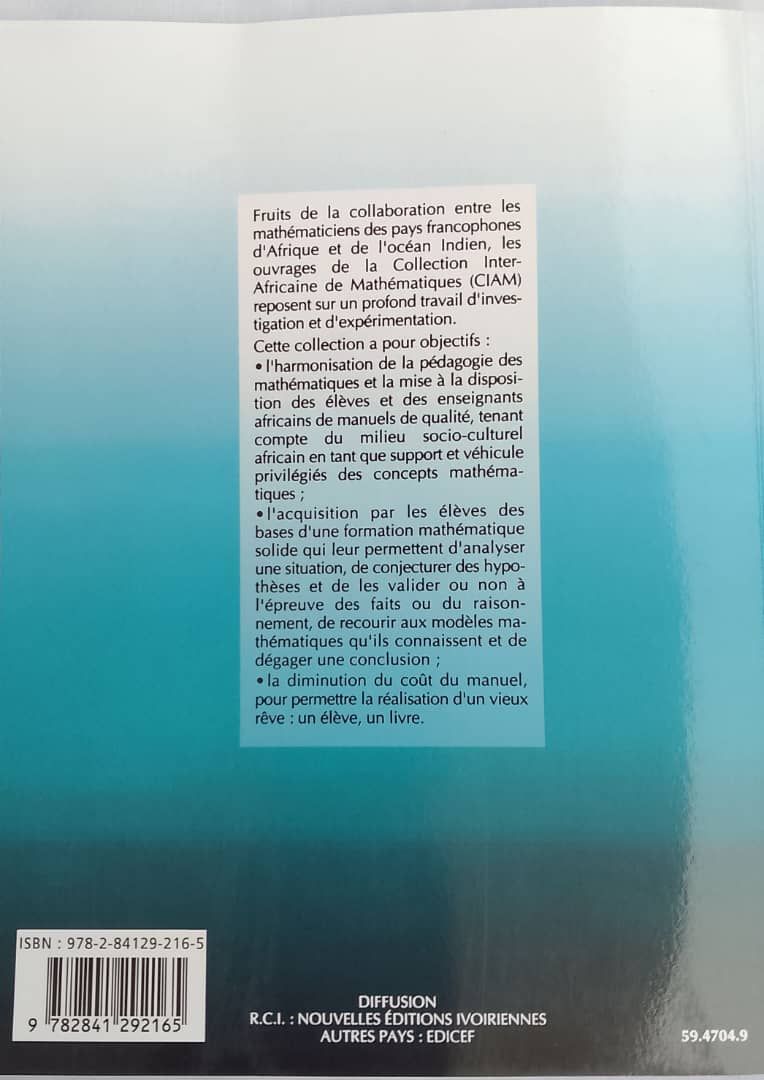 Fruits de la collaboration entre les
mathématiciens des pays francophones
d'Afrique et de l'océan Indien, les
ouvrages de la Collection Inter-
Africaine de Mathématiques (CIAM)
reposent sur un profond travail d'inves-
tigation et d'expérimentation.
Cette collection a pour objectifs :
• l'harmonisation de la pédagogie des
mathématiques et la mise à la disposi-
tion des élèves et des enseignants
africains de manuels de qualité, tenant
compte du milieu socio-culturel
africain en tant que support et véhicule
privilégiés des concepts mathéma-
tiques ;
• l'acquisition par les élèves des
bases d'une formation mathématique
solide qui leur permettent d'analyser
une situation, de conjecturer des hypo-
thèses et de les valider ou non à
l'épreuve des faits ou du raison-
nement, de recourir aux modèles ma-
thématiques qu'ils connaissent et de
dégager une conclusion ;
• la diminution du coût du manuel,
pour permettre la réalisation d'un vieux
rêve : un élève, un livre.
ISBN : 978-2-84129-216-5
9 782841 292165
DIFFUSION
R.C.I. : NOUVELLES ÉDITIONS IVOIRIENNES
AUTRES PAYS : EDICEF
59.4704.9